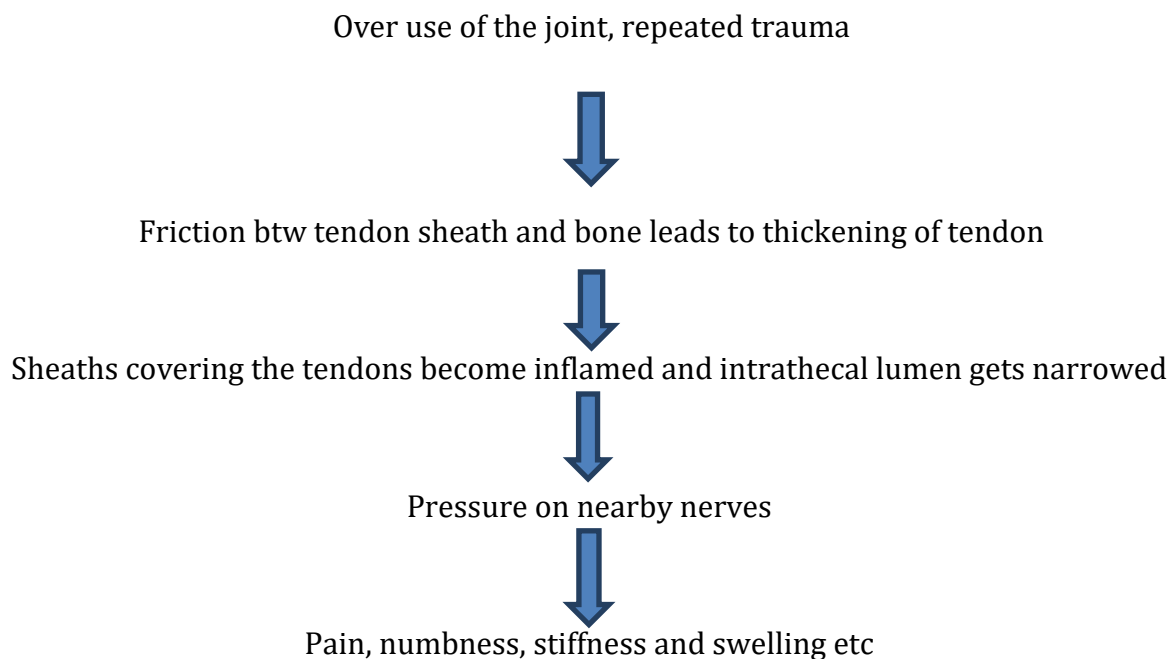 Over use of the joint, repeated trauma
Friction btw tendon sheath and bone leads to thickening of tendon
Sheaths covering the tendons become inflamed and intrathecal lumen gets narrowed
Pressure on nearby nerves
Pain, numbness, stiffness and swelling etc